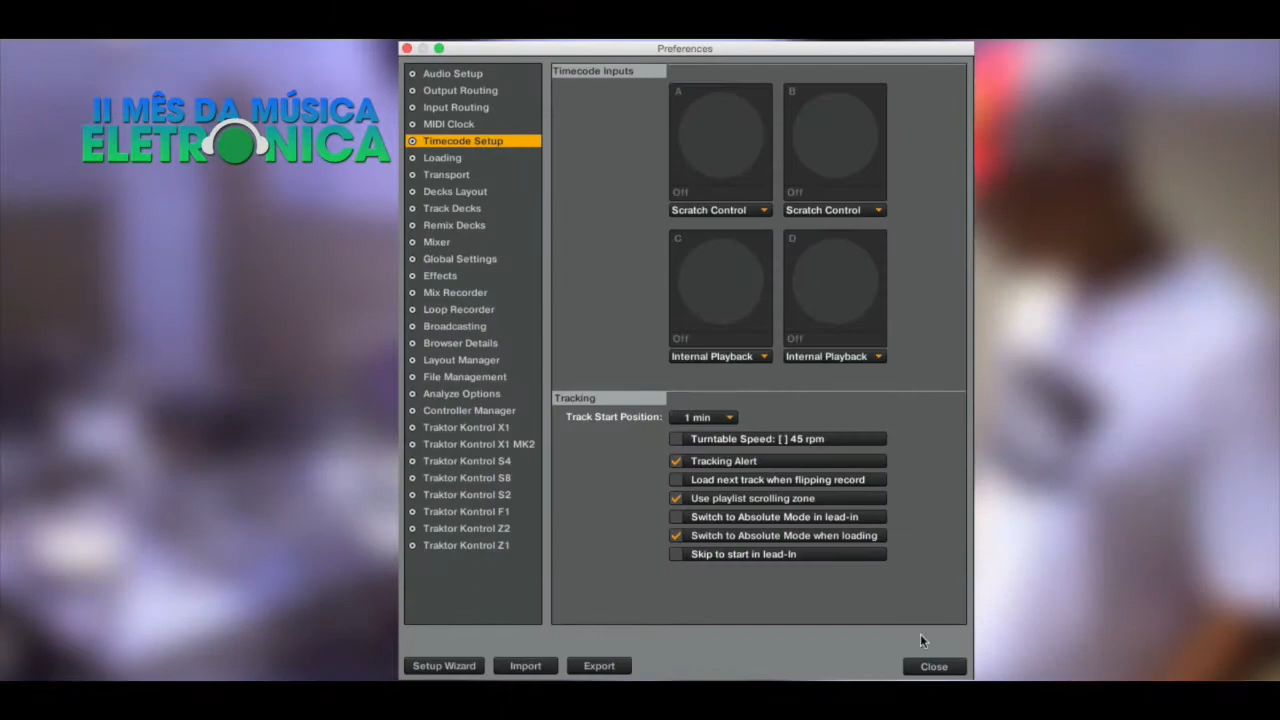 Preferences
II MÊS DA MÚSICA
ELETRONICA
Audio Setup
Output Routing
Input Routing
MIDI Clock
Timecode Setup
Loading
Transport
Decks Layout
Track Decks
Remix Decks
Mixer
Global Settings
Effects
Mix Recorder
Loop Recorder
Broadcasting
Browser Details
Layout Manager
File Management
Analyze Options
Controller Manager
Traktor Kontrol X1
Traktor Kontrol X1 MK2
Traktor Kontrol S4
Traktor Kontrol S8
Traktor Kontrol S2
Traktor Kontrol F1
Traktor Kontrol Z2
Traktor Kontrol Z1
Timecode Inputs
A B
Off Off
Scratch Control Scratch Control
C D
Off Off
Internal Playback Internal Playback
Tracking
Track Start Position: 1 min
Turntable Speed: [ ] 45 rpm
Tracking Alert
Load next track when flipping record
Use playlist scrolling zone
Switch to Absolute Mode in lead-in
Switch to Absolute Mode when loading
Skip to start in lead-In
Setup Wizard Import Export Close